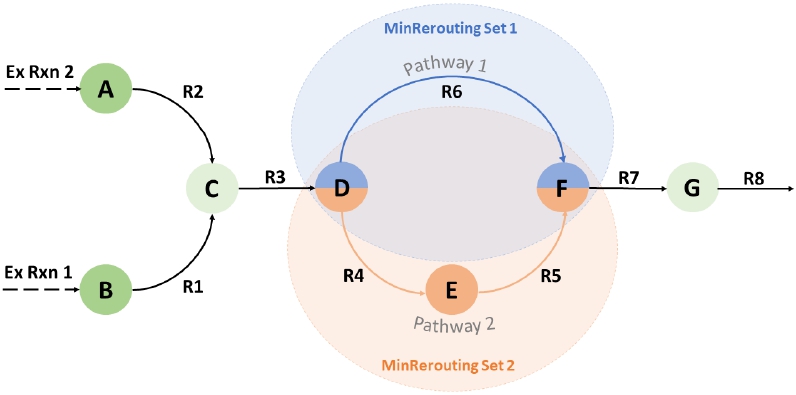 MinRerouting Set 1
Pathway 1
Ex Rxn 2
A
R2
R6
C
R3
D
F
R7
G
R8
Ex Rxn 1
B
R1
R4
E
R5
Pathway 2
MinRerouting Set 2